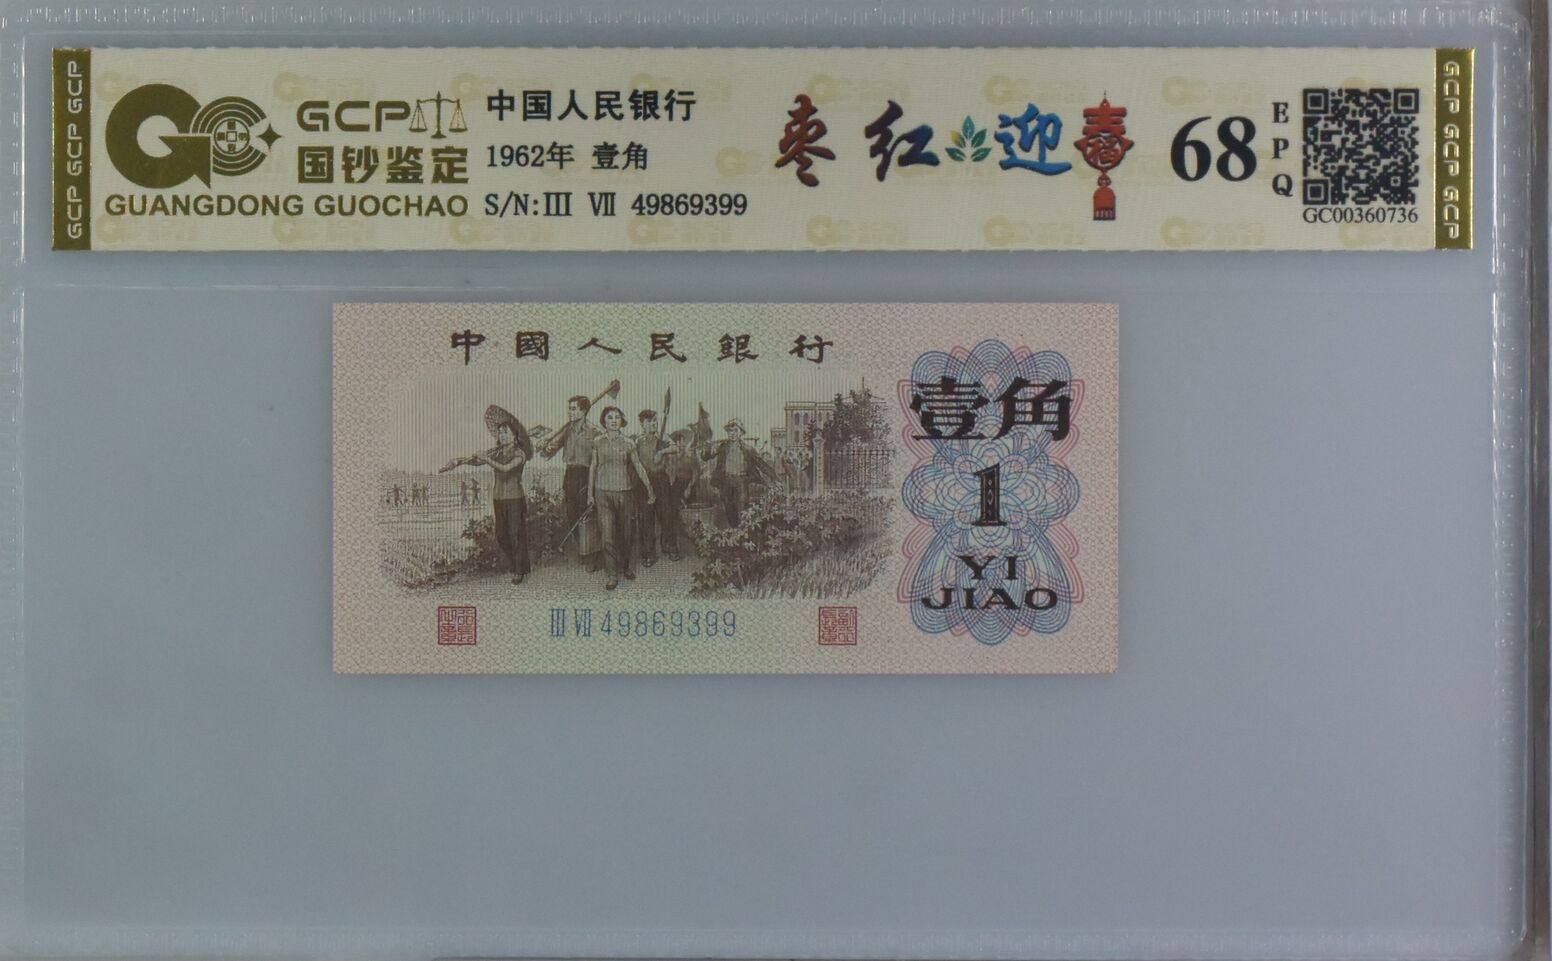 GCP GCP GCP
GCP
国钞鉴定
GUANGDONG GUOCHAO
中国人民银行
1962年 壹角
S/N:III VII 49869399
枣红迎春
福
68
EPQ
GC00360736
GCP GCP GCP
中國人民銀行
壹角
1
YI
JIAO
III VII 49869399